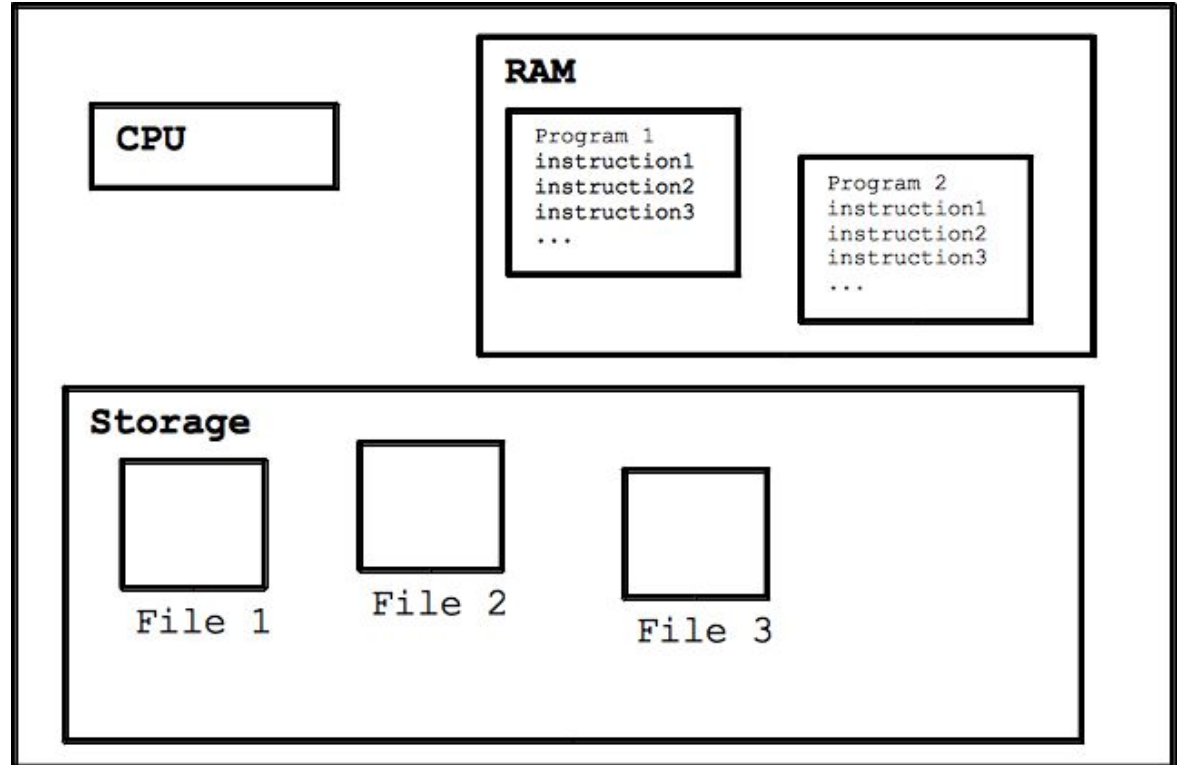 CPU
RAM
Program 1
instruction1
instruction2
instruction3
...
Program 2
instruction1
instruction2
instruction3
...
Storage
File 1
File 2
File 3